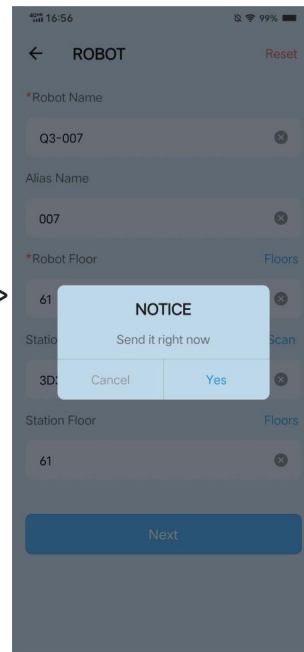 16:56
99%
ROBOT
Reset
*Robot Name
Q3-007
Alias Name
007
*Robot Floor
Floors
>
61
NOTICE
Send it right now
Cancel
Yes
Statio
Scan
3D
Station Floor
Floors
61
Next